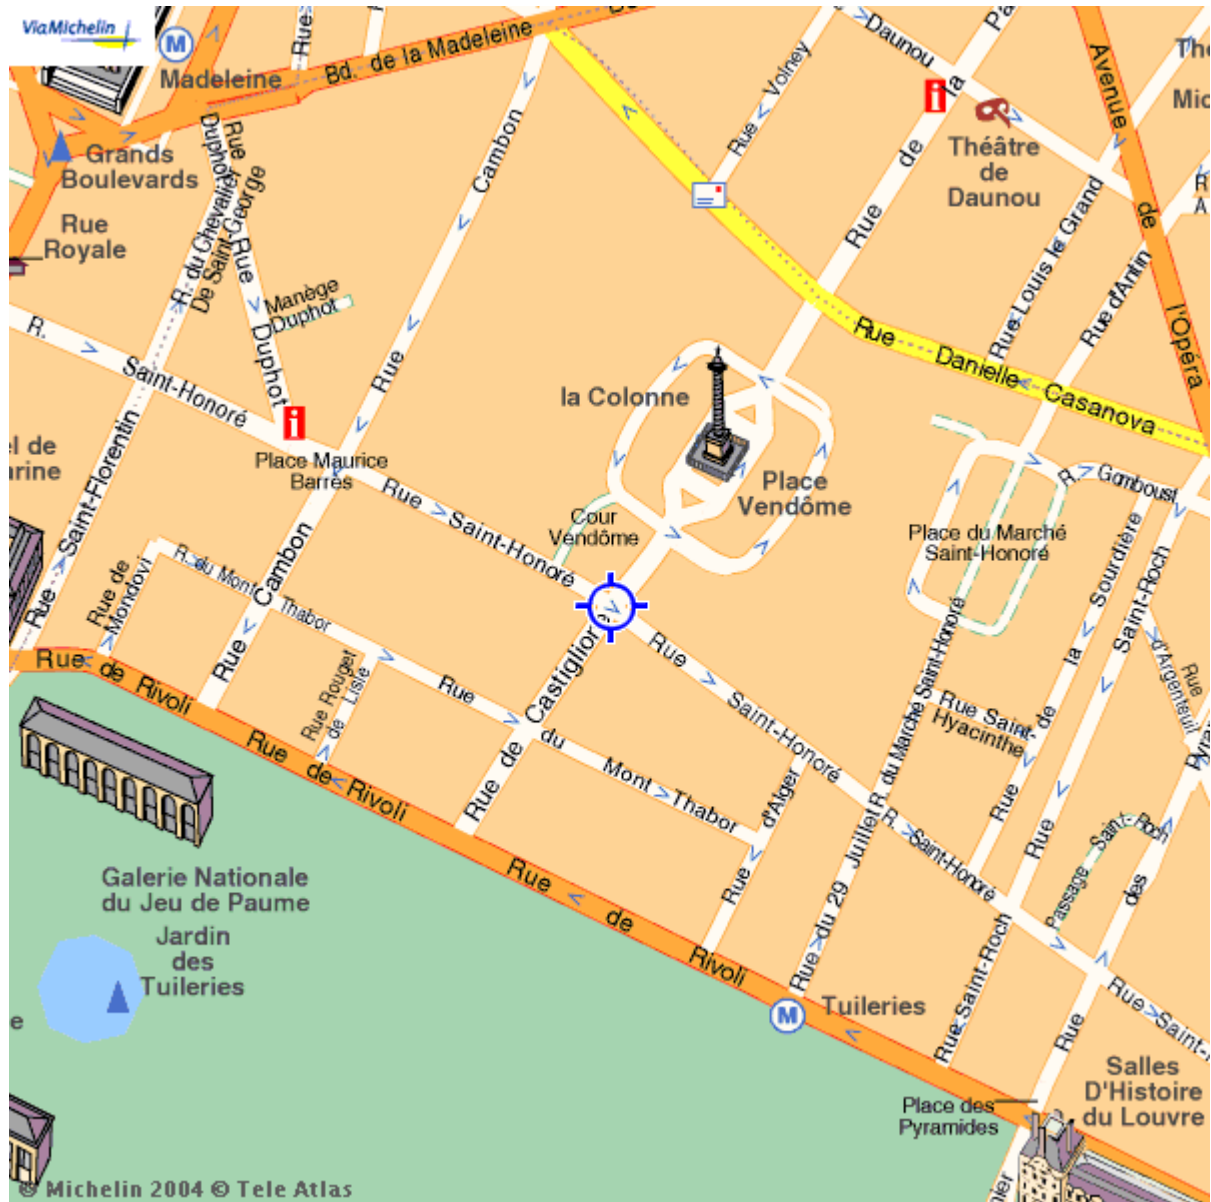 ViaMichelin
M
Madeleine
Bd. de la Madeleine
Rue Volney
Daunou
Rue de la Pa
Avenue de l'Opéra
Thé
Mic
Grands
Boulevards
Rue
Royale
Rue
Duphot
R. du Chevalier
De Saint-George
Rue Duphot
Manège
Duphot
Rue Cambon
Théâtre
de
Daunou
Rue Louis le Grand
Rue d'Antin
R
A
R. Saint-Honoré
i
i
Rue Danielle Casanova
la Colonne
Place
Vendôme
Place Maurice
Barrès
el de
arine
Rue Saint-Florentin
Rue Saint-Honoré
Cour
Vendôme
Place du Marché
Saint-Honoré
R. Gomboust
Rue de
Mondovi
R. du Mont Thabor
Rue Cambon
Rue Rouget
de Lisle
Rue de Castiglione
Rue du Mont Thabor
Rue Saint-Honoré
Rue d'Alger
R. du Marché Saint-Honoré
Rue Saint-
Hyacinthe
Rue de la Sourdière
Rue Saint-Roch
Rue
d'Argenteuil
Rue de Rivoli
Rue de Rivoli
Rue de Rivoli
Rue du 29 Juillet
R. Saint-Honoré
Passage Saint-Roch
Rue des Pyra
Galerie Nationale
du Jeu de Paume
Jardin
des
Tuileries
e
M
Tuileries
Rue Saint-Roch
Rue Saint-
Salles
D'Histoire
du Louvre
Place des
Pyramides
nier
© Michelin 2004 © Tele Atlas